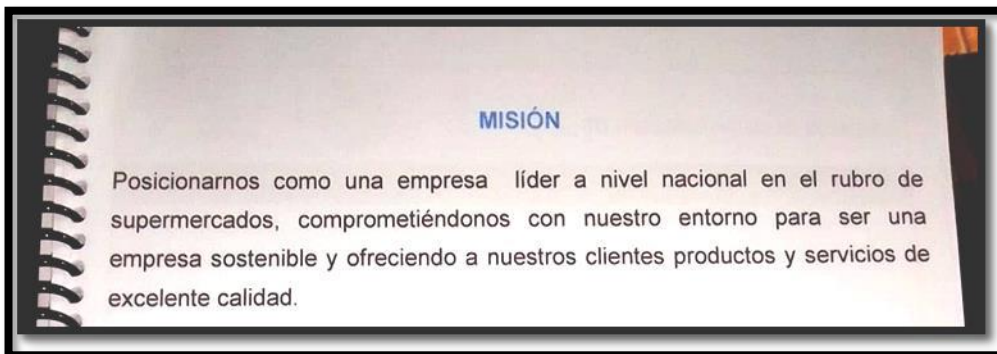 MISIÓN
Posicionarnos como una empresa líder a nivel nacional en el rubro de
supermercados, comprometiéndonos con nuestro entorno para ser una
empresa sostenible y ofreciendo a nuestros clientes productos y servicios de
excelente calidad.